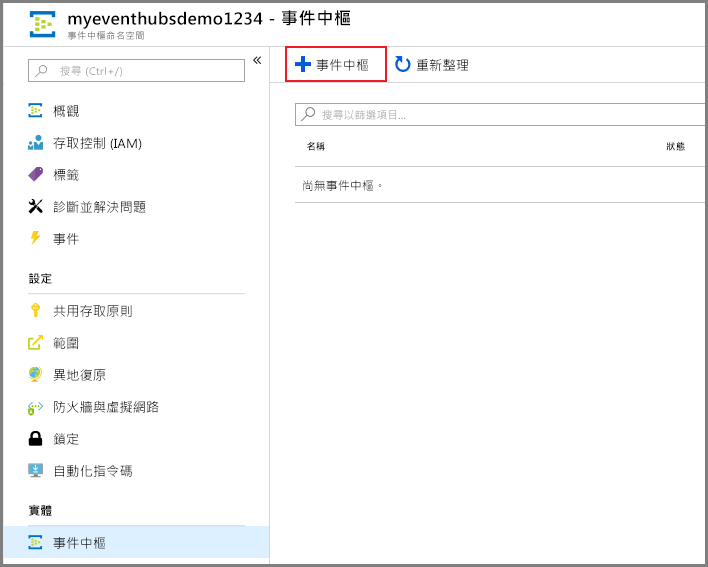 myeventhubsdemo1234 - 事件中樞
事件中樞命名空間
搜尋 (Ctrl+/)
«
概觀
存取控制 (IAM)
標籤
診斷並解決問題
事件
設定
共用存取原則
範圍
異地復原
防火牆與虛擬網路
鎖定
自動化指令碼
實體
事件中樞
事件中樞 重新整理
搜尋以篩選項目...
名稱 狀態
尚無事件中樞。